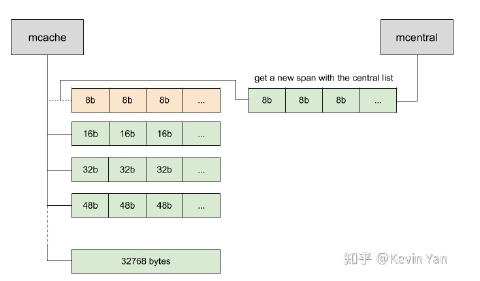 mcache
mcentral
get a new span with the central list
8b 8b 8b ...
8b 8b 8b ...
16b 16b 16b ...
32b 32b 32b ...
48b 48b 48b ...
32768 bytes
知乎 @Kevin Yan